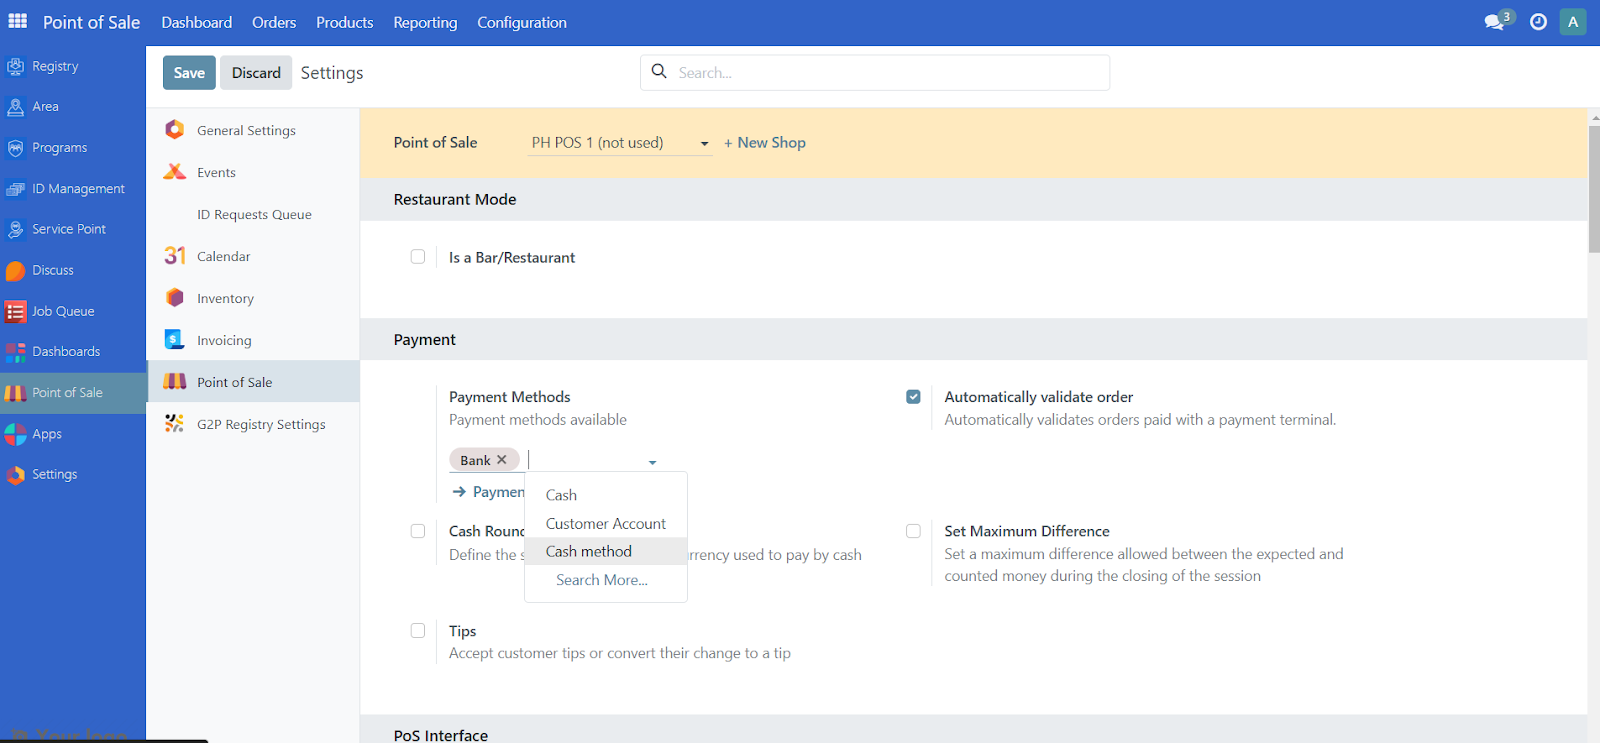 Point of Sale Dashboard Orders Products Reporting Configuration 3 A
Registry
Area
Programs
ID Management
Service Point
Discuss
Job Queue
Dashboards
Point of Sale
Apps
Settings
Save Discard Settings Search...
General Settings
Events
ID Requests Queue
31 Calendar
Inventory
$ Invoicing
Point of Sale
G2P Registry Settings
Point of Sale PH POS 1 (not used) + New Shop
Restaurant Mode
Is a Bar/Restaurant
Payment
Payment Methods
Payment methods available
Automatically validate order
Automatically validates orders paid with a payment terminal.
Bank ✕
Cash
Customer Account
Cash method
Search More...
→ Paymen
Cash Roun
Define the s rrency used to pay by cash
Set Maximum Difference
Set a maximum difference allowed between the expected and
counted money during the closing of the session
Tips
Accept customer tips or convert their change to a tip
PoS Interface
Your logo